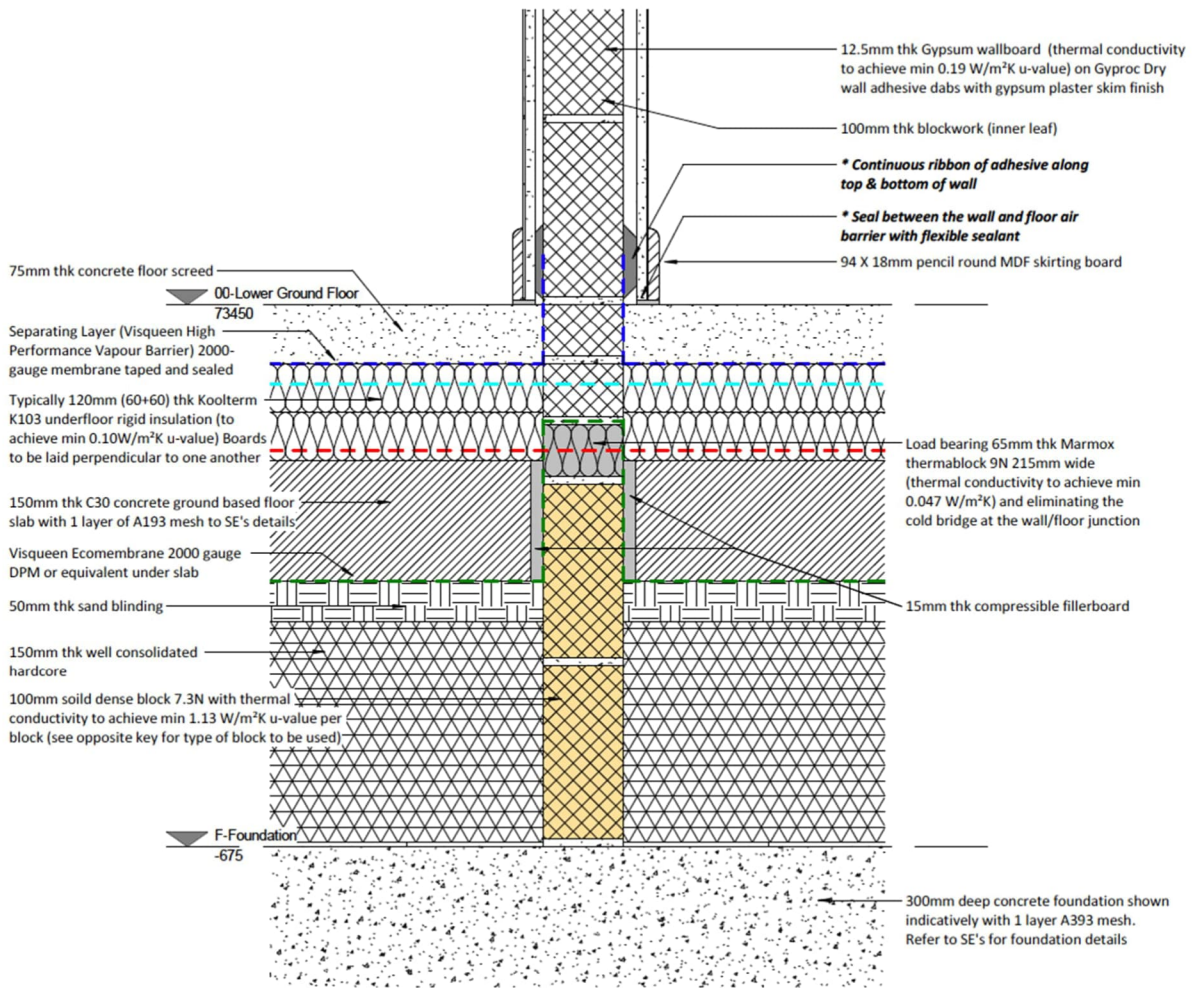 12.5mm thk Gypsum wallboard (thermal conductivity
to achieve min 0.19 W/m²K u-value) on Gyproc Dry
wall adhesive dabs with gypsum plaster skim finish
100mm thk blockwork (inner leaf)
* Continuous ribbon of adhesive along
top & bottom of wall
* Seal between the wall and floor air
barrier with flexible sealant
94 X 18mm pencil round MDF skirting board
75mm thk concrete floor screed
00-Lower Ground Floor
73450
Separating Layer (Visqueen High
Performance Vapour Barrier) 2000-
gauge membrane taped and sealed
Typically 120mm (60+60) thk Koolterm
K103 underfloor rigid insulation (to
achieve min 0.10W/m²K u-value) Boards
to be laid perpendicular to one another
Load bearing 65mm thk Marmox
thermablock 9N 215mm wide
(thermal conductivity to achieve min
0.047 W/m²K) and eliminating the
cold bridge at the wall/floor junction
150mm thk C30 concrete ground based floor
slab with 1 layer of A193 mesh to SE's details
Visqueen Ecomembrane 2000 gauge
DPM or equivalent under slab
50mm thk sand blinding
15mm thk compressible fillerboard
150mm thk well consolidated
hardcore
100mm soild dense block 7.3N with thermal
conductivity to achieve min 1.13 W/m²K u-value per
block (see opposite key for type of block to be used)
F-Foundation
-675
300mm deep concrete foundation shown
indicatively with 1 layer A393 mesh.
Refer to SE's for foundation details